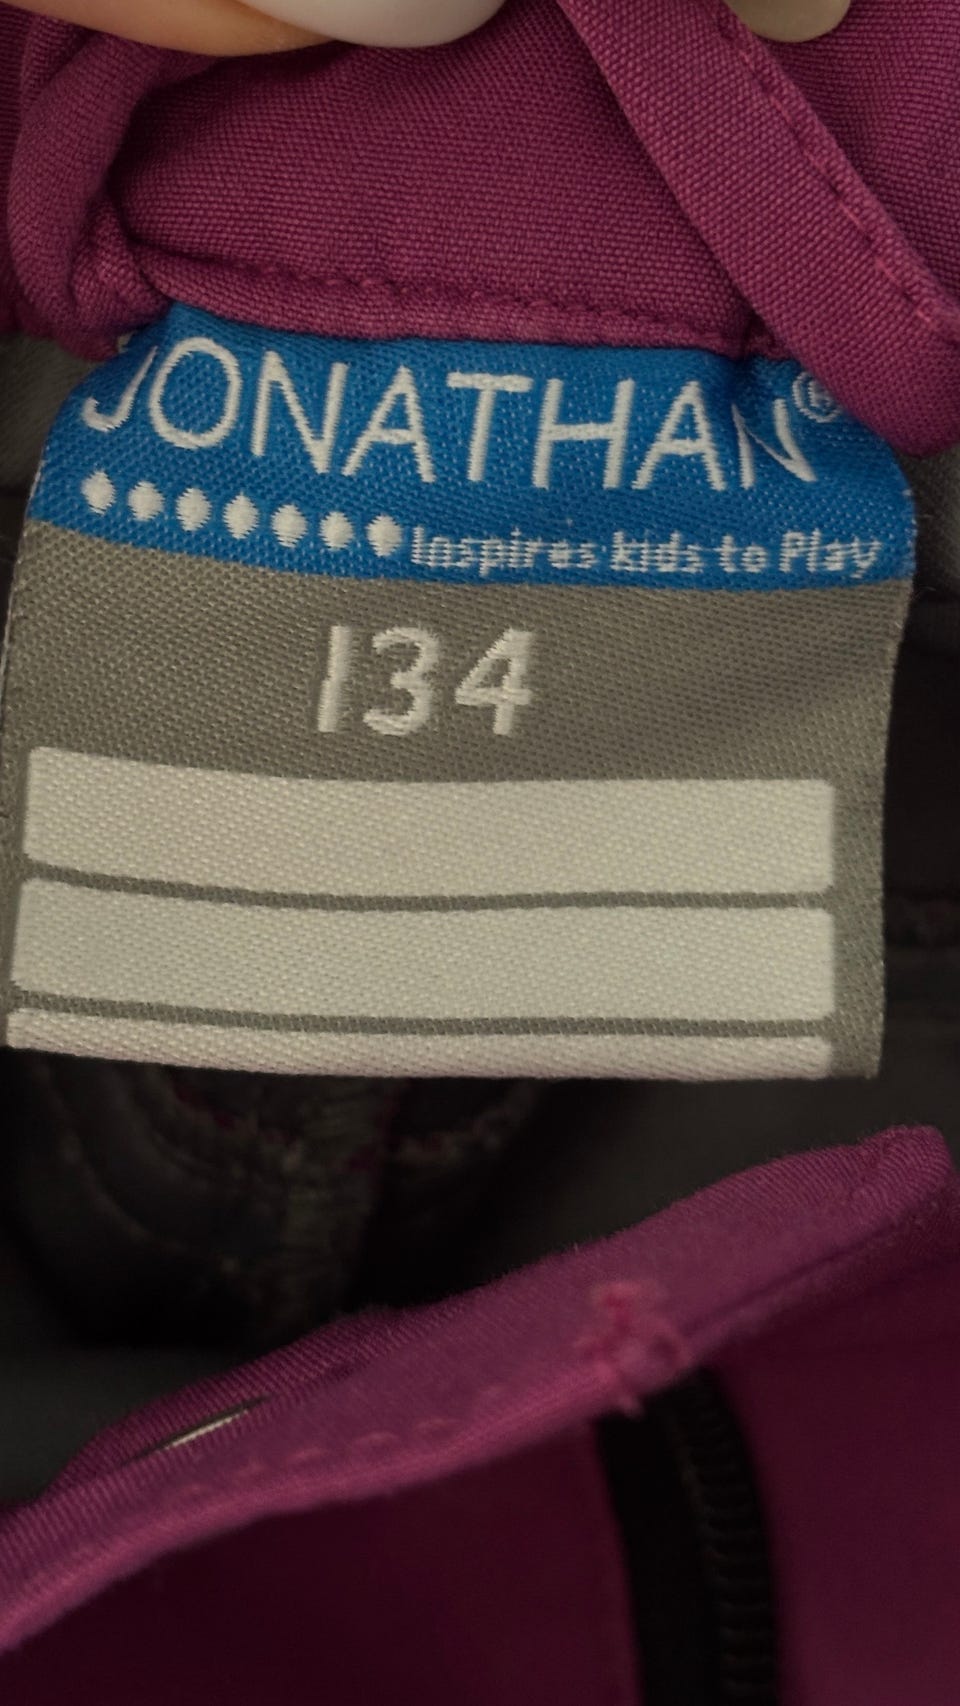 JONATHAN®
Inspires kids to Play
134